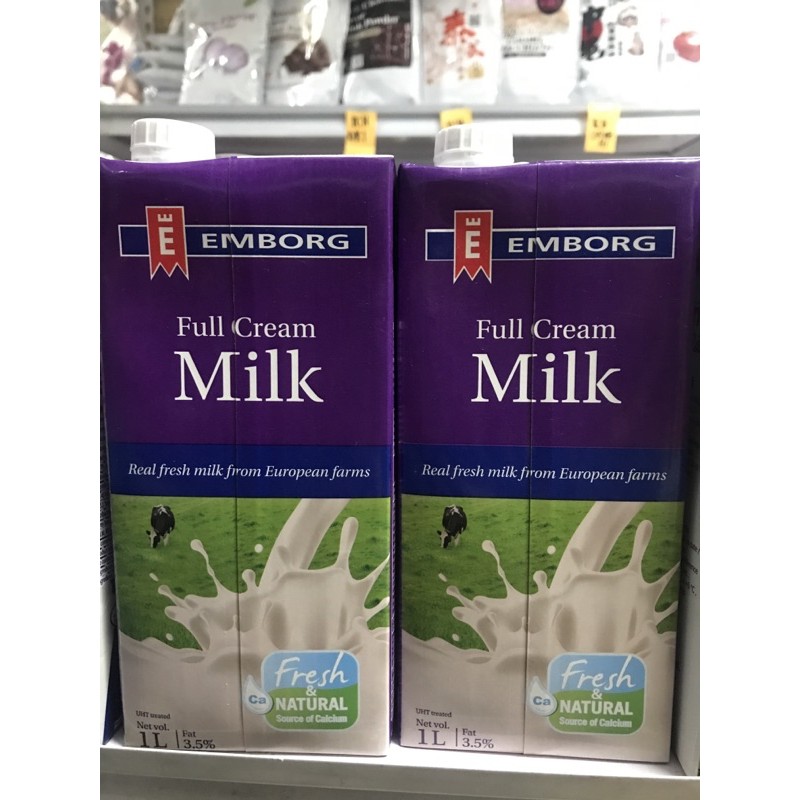 E EMBORG
Full Cream
Milk
Real fresh milk from European farms
Fresh
&
NATURAL
Source of Calcium
Ca
UHT treated
Net vol.
1L
Fat
3.5%
E EMBORG
Full Cream
Milk
Real fresh milk from European farms
Fresh
&
NATURAL
Source of Calcium
Ca
UHT treated
Net vol.
1L
Fat
3.5%